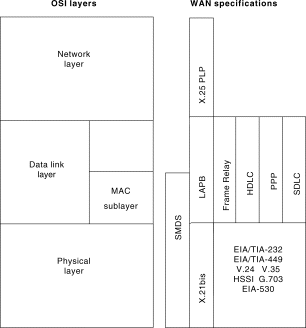 OSI layers
WAN specifications
Network
layer
Data link
layer
MAC
sublayer
Physical
layer
X.25 PLP
LAPB
X.21bis
SMDS
Frame Relay
HDLC
PPP
SDLC
EIA/TIA-232
EIA/TIA-449
V.24 V.35
HSSI G.703
EIA-530